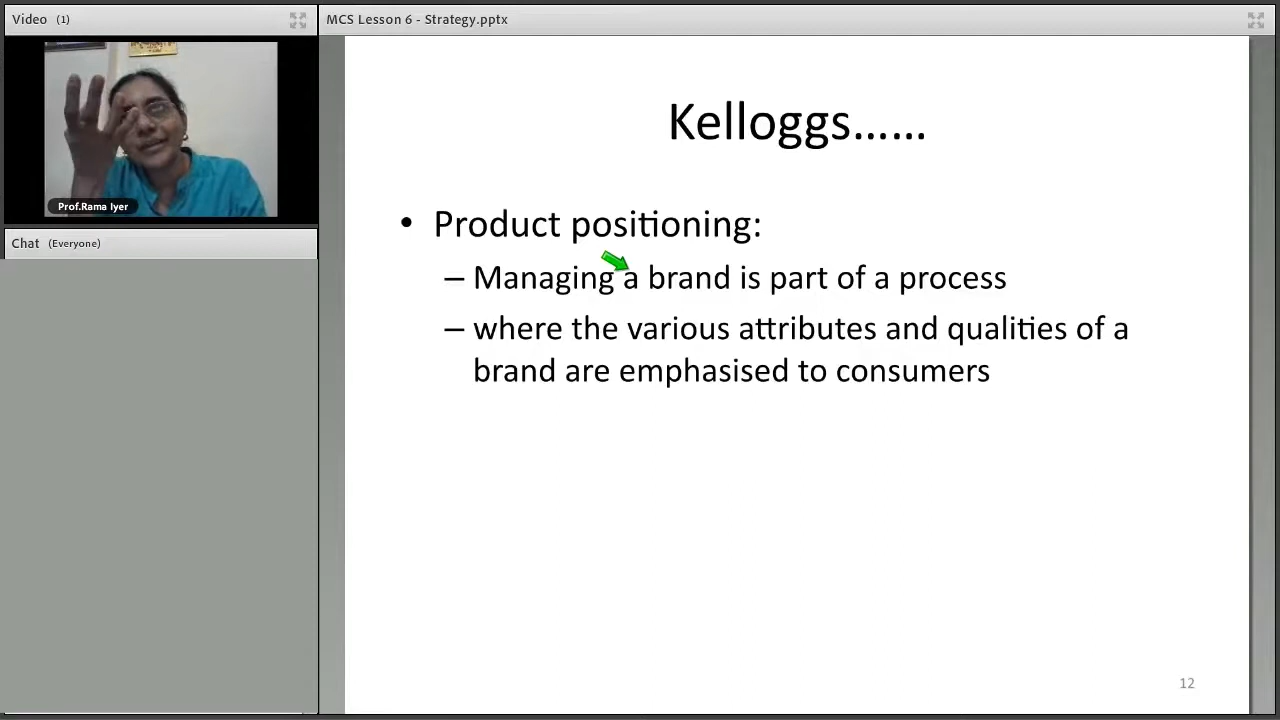 Video (1)
MCS Lesson 6 - Strategy.pptx
Prof.Rama Iyer
Chat (Everyone)
Kelloggs......
• Product positioning:
– Managing a brand is part of a process
– where the various attributes and qualities of a
brand are emphasised to consumers
12